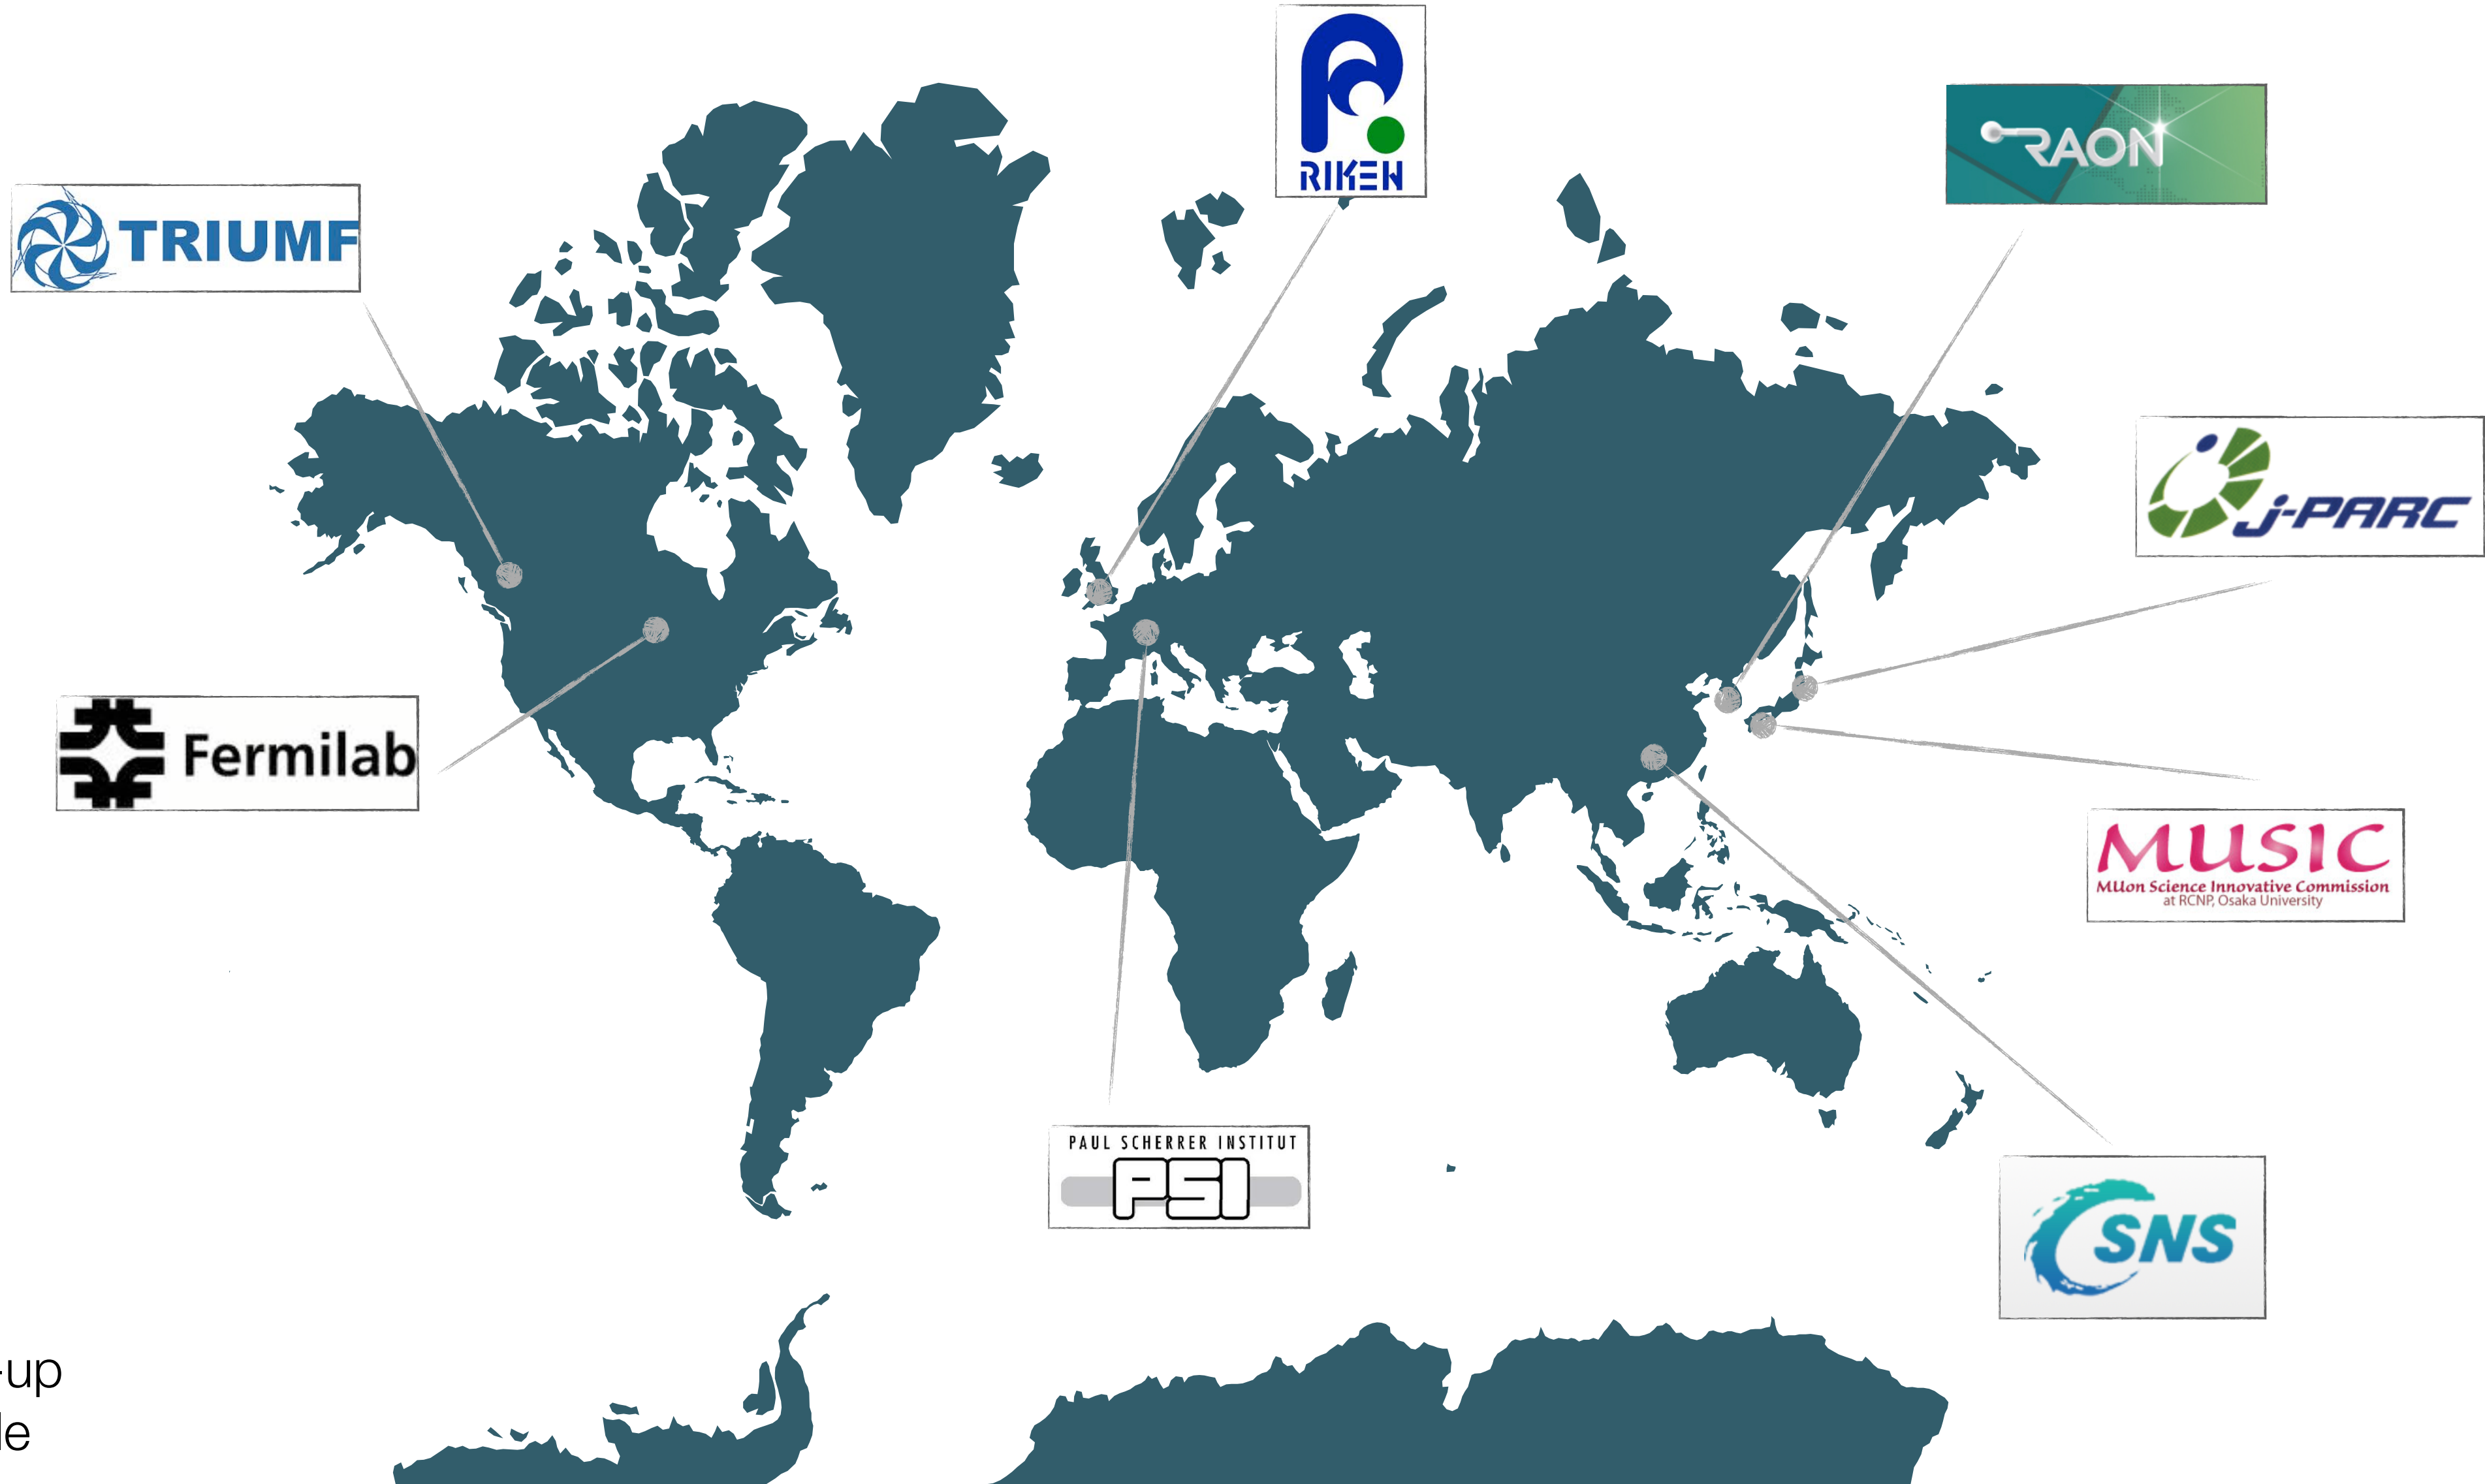 RIKEN
RAON
TRIUMF
j-PARC
Fermilab
MUSIC
MUon Science Innovative Commission
at RCNP, Osaka University
PAUL SCHERRER INSTITUT
PSI
CSNS
-up
le